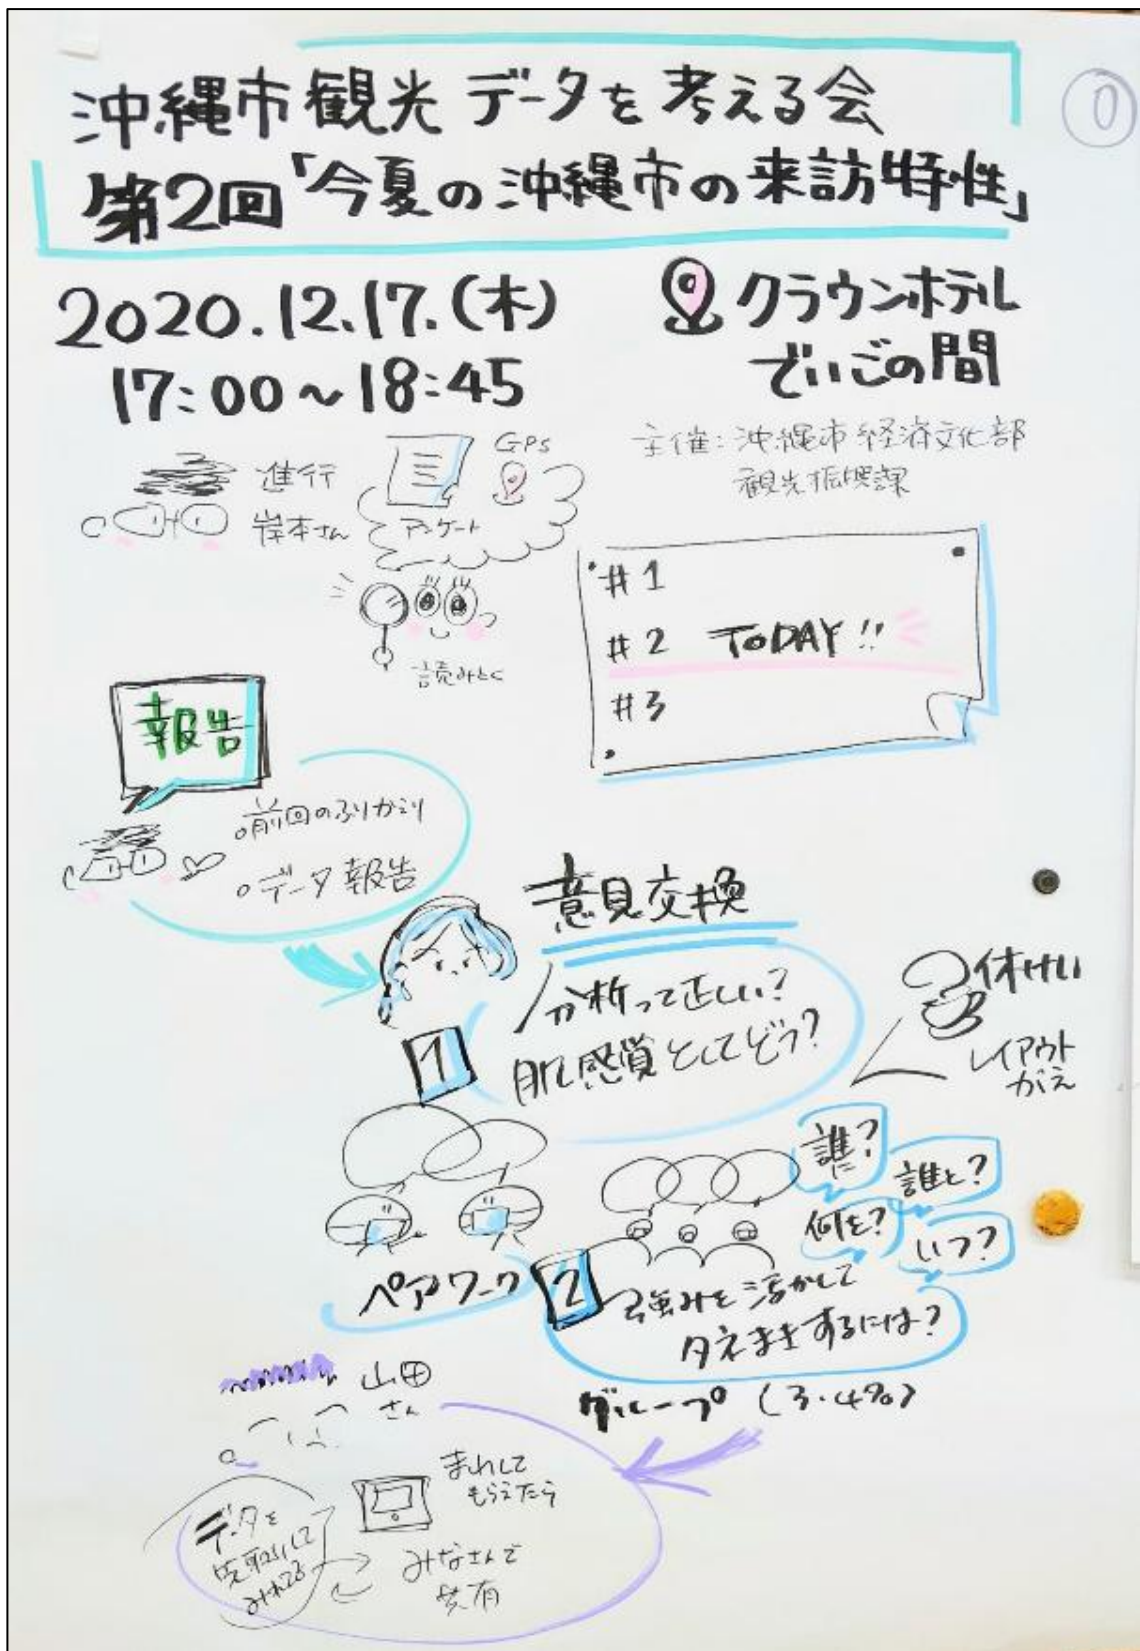 沖縄市観光 データを考える会
第2回「今夏の沖縄市の来訪特性」
0
2020.12.17.(木)
17:00～18:45
クラウンホテル
でいごの間
主催:沖縄市経済文化部
観光振興課
進行
岸本さん
GPS
アンケート
読みとく
#1
#2 TODAY!!
#3
報告
前回のふりかえり
データ報告
意見交換
1
分析って正しい?
肌感覚としてどう?
休けい
レイアウト
がえ
ペアワーク
誰に?
誰と?
何を?
いつ?
2
強みを活かして
タネまきするには?
グループ (3.4名)
山田
さん
まわして
もらえたら
データを
みれる
みなさんで
共有